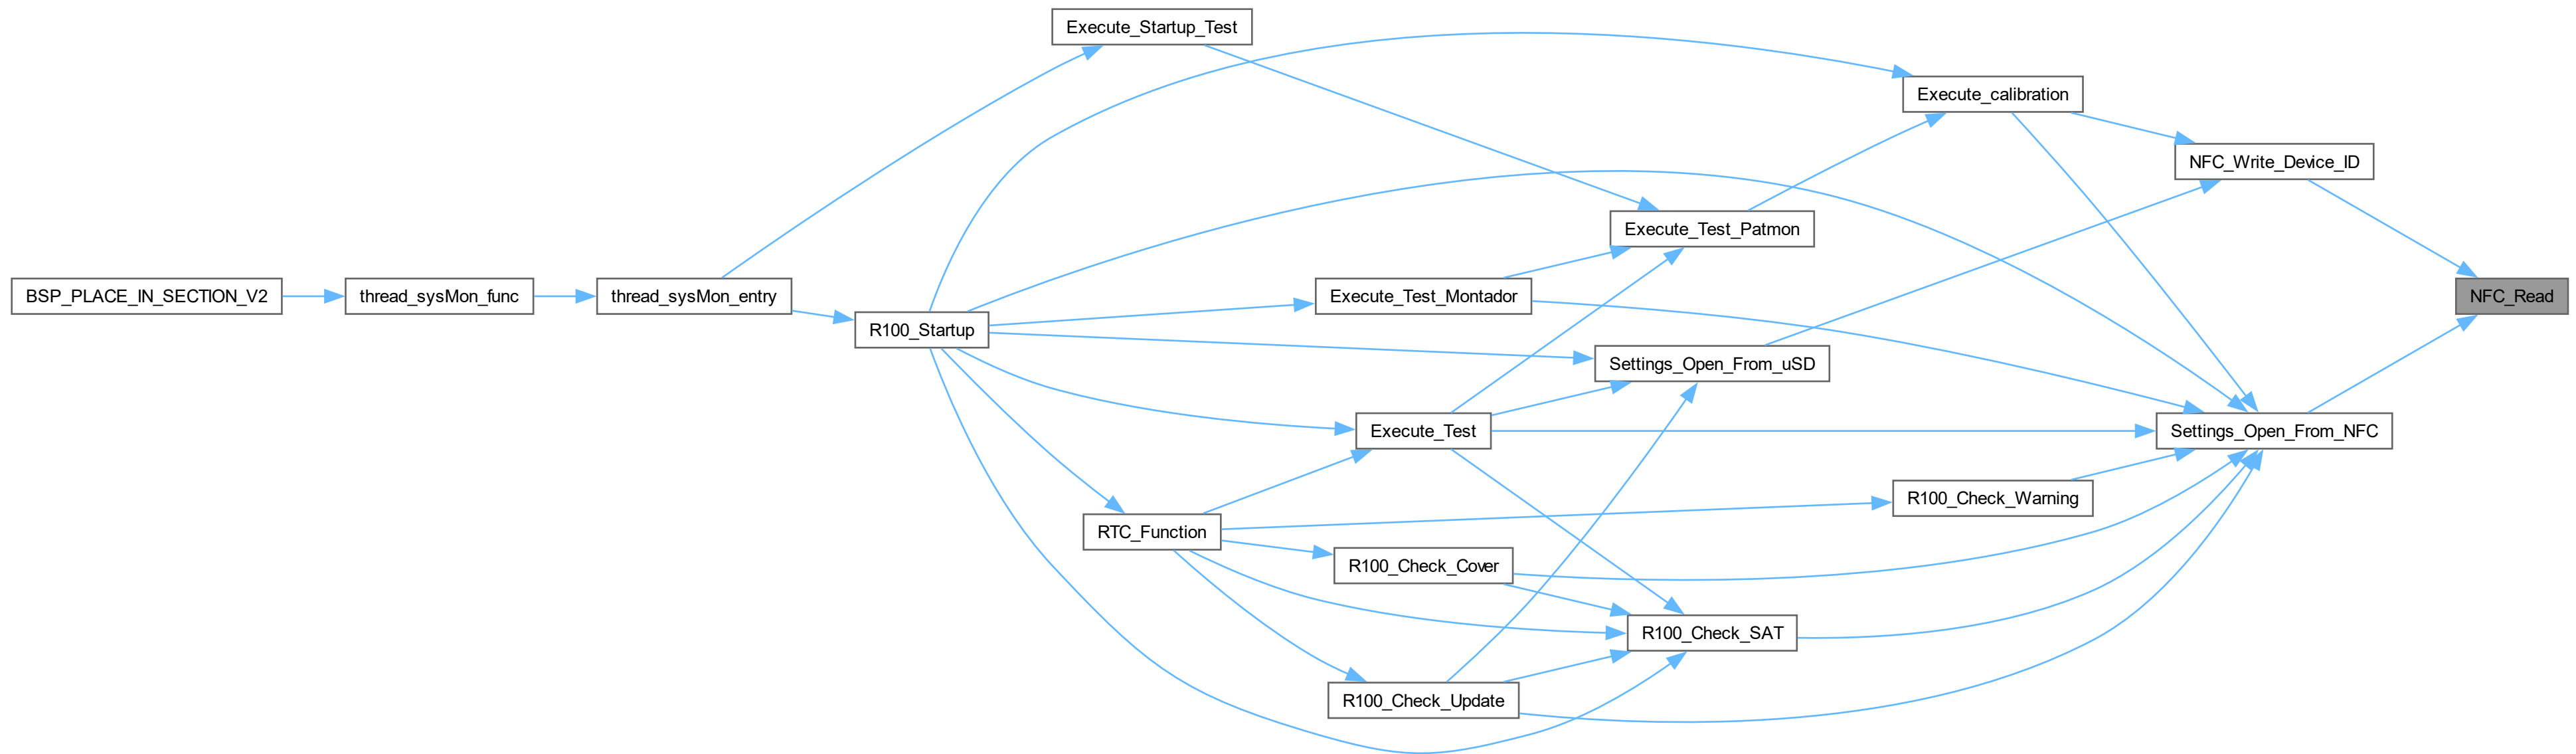 Execute_Startup_Test
Execute_calibration
NFC_Write_Device_ID
Execute_Test_Patmon
BSP_PLACE_IN_SECTION_V2
thread_sysMon_func
thread_sysMon_entry
Execute_Test_Montador
NFC_Read
R100_Startup
Settings_Open_From_uSD
Execute_Test
Settings_Open_From_NFC
R100_Check_Warning
RTC_Function
R100_Check_Cover
R100_Check_SAT
R100_Check_Update